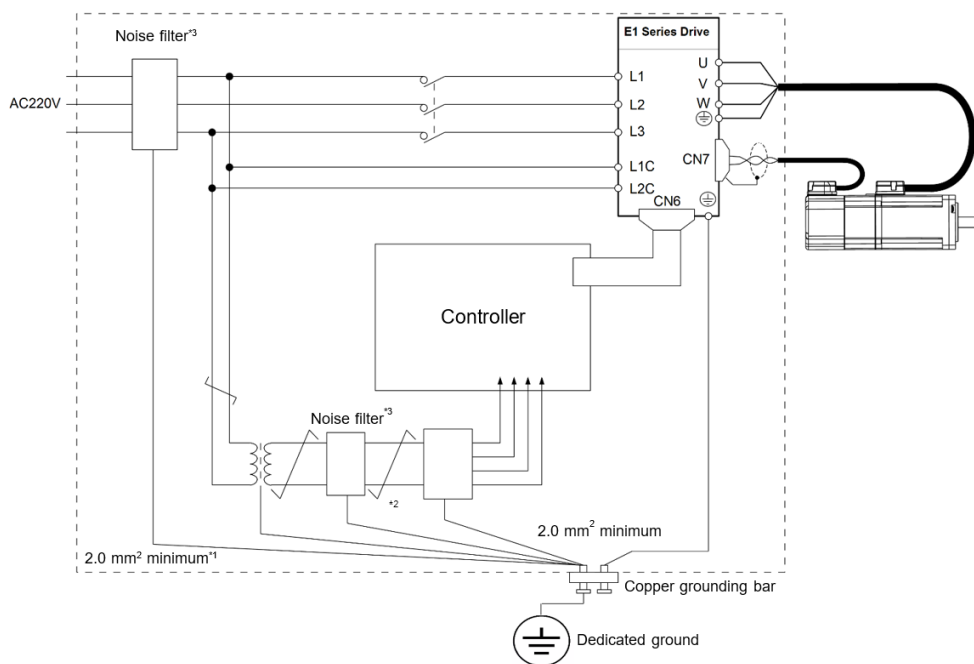 Noise filter*3
E1 Series Drive
AC220V
L1
L2
L3
L1C
L2C
U
V
W
CN7
CN6
Controller
Noise filter*3
*2
2.0 mm² minimum
2.0 mm² minimum*1
Copper grounding bar
Dedicated ground